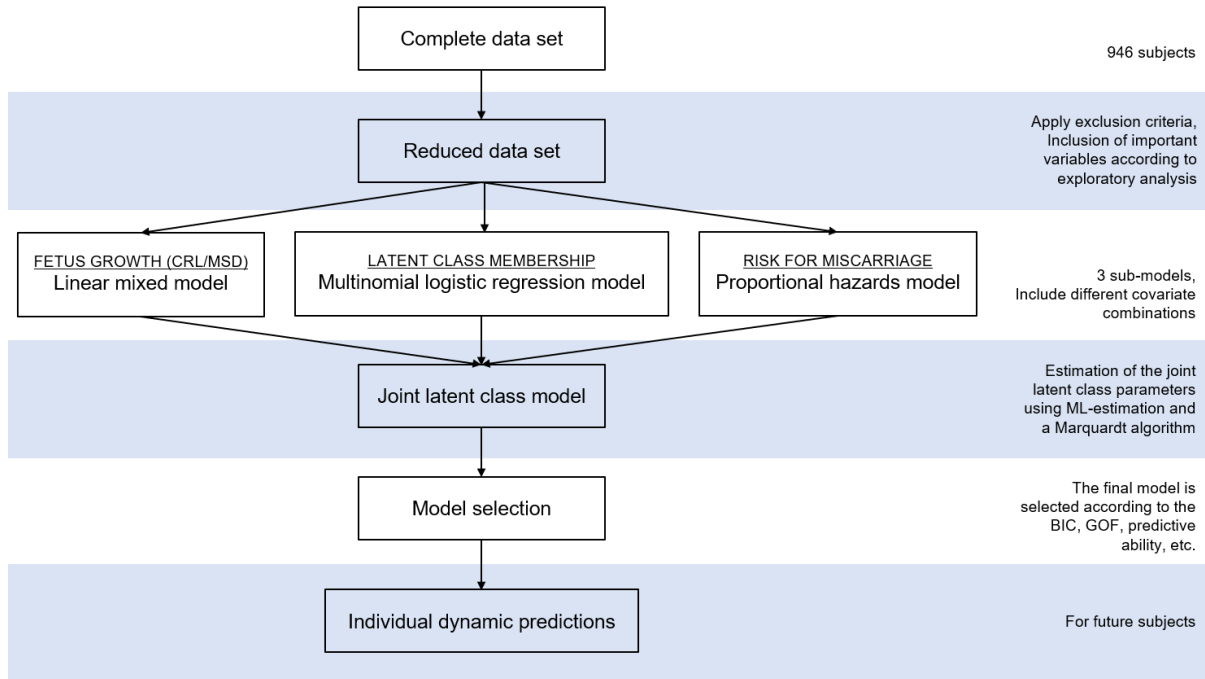 Complete data set
946 subjects
Reduced data set
Apply exclusion criteria,
Inclusion of important
variables according to
exploratory analysis
FETUS GROWTH (CRL/MSD)
Linear mixed model
LATENT CLASS MEMBERSHIP
Multinomial logistic regression model
RISK FOR MISCARRIAGE
Proportional hazards model
3 sub-models,
Include different covariate
combinations
Joint latent class model
Estimation of the joint
latent class parameters
using ML-estimation and
a Marquardt algorithm
Model selection
The final model is
selected according to the
BIC, GOF, predictive
ability, etc.
Individual dynamic predictions
For future subjects